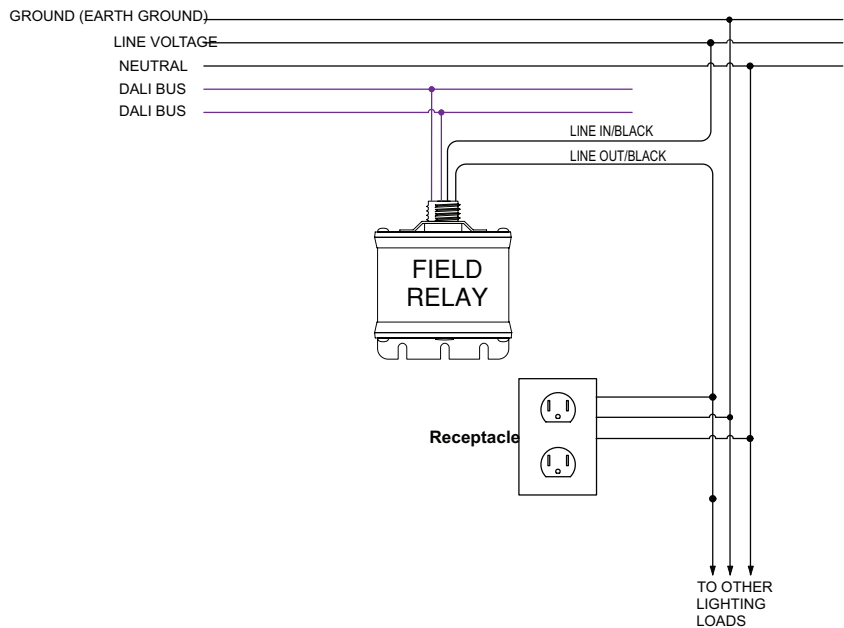 GROUND (EARTH GROUND)
LINE VOLTAGE
NEUTRAL
DALI BUS
DALI BUS
LINE IN/BLACK
LINE OUT/BLACK
FIELD
RELAY
Receptacle
TO OTHER
LIGHTING
LOADS